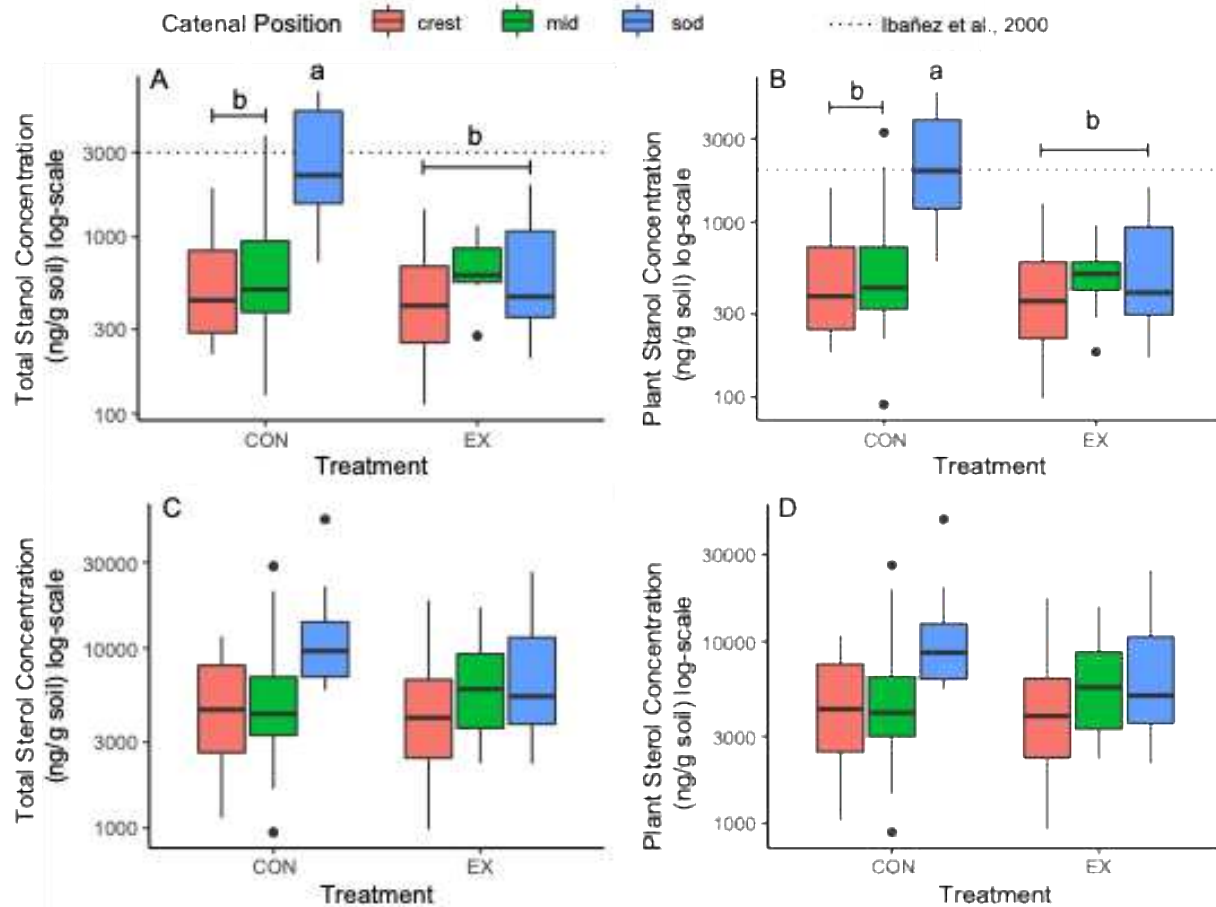 Catenal Position crest mid sod Ibañez et al., 2000
A
a
b
b
Total Stanol Concentration
(ng/g soil) log-scale
3000
1000
300
100
CON EX
Treatment
B
a
b
b
Plant Stanol Concentration
(ng/g soil) log-scale
3000
1000
300
100
CON EX
Treatment
C
Total Sterol Concentration
(ng/g soil) log-scale
30000
10000
3000
1000
CON EX
Treatment
D
Plant Sterol Concentration
(ng/g soil) log-scale
30000
10000
3000
1000
CON EX
Treatment